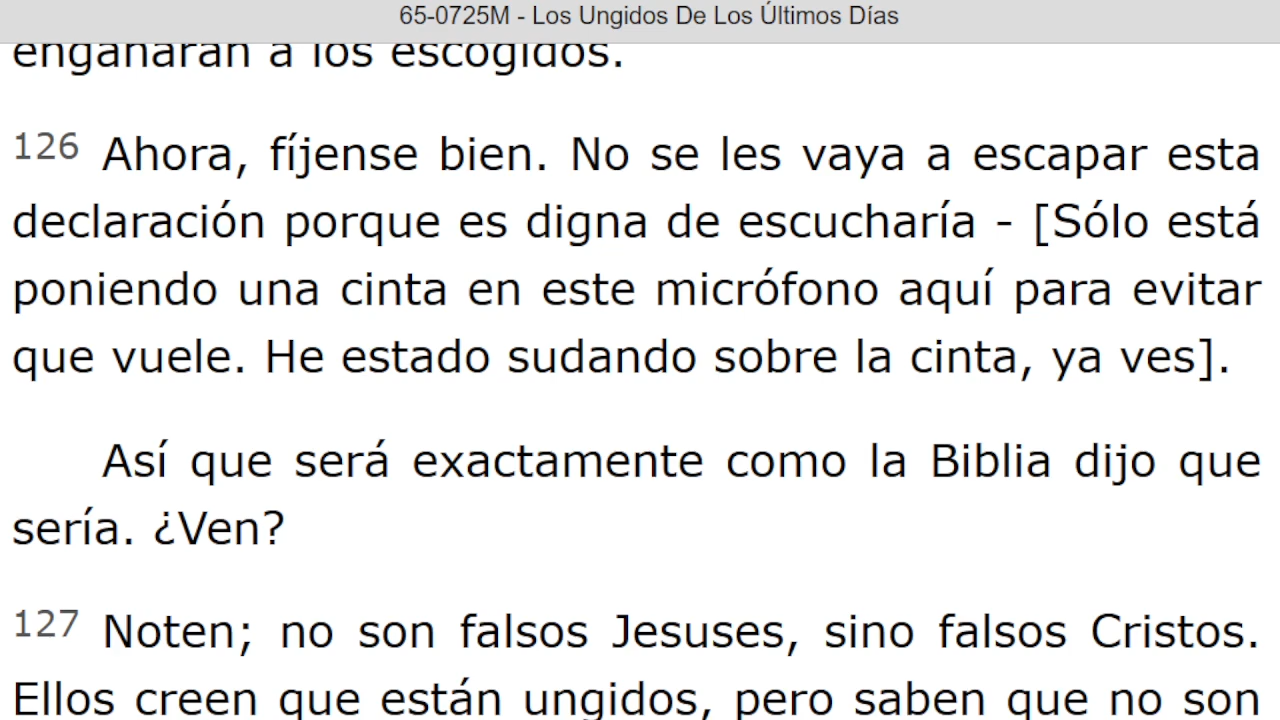 65-0725M - Los Ungidos De Los Últimos Días
engañarán a los escogidos.
126 Ahora, fíjense bien. No se les vaya a escapar esta
declaración porque es digna de escucharía - [Sólo está
poniendo una cinta en este micrófono aquí para evitar
que vuele. He estado sudando sobre la cinta, ya ves].
Así que será exactamente como la Biblia dijo que
sería. ¿Ven?
127 Noten; no son falsos Jesuses, sino falsos Cristos.
Ellos creen que están ungidos, pero saben que no son